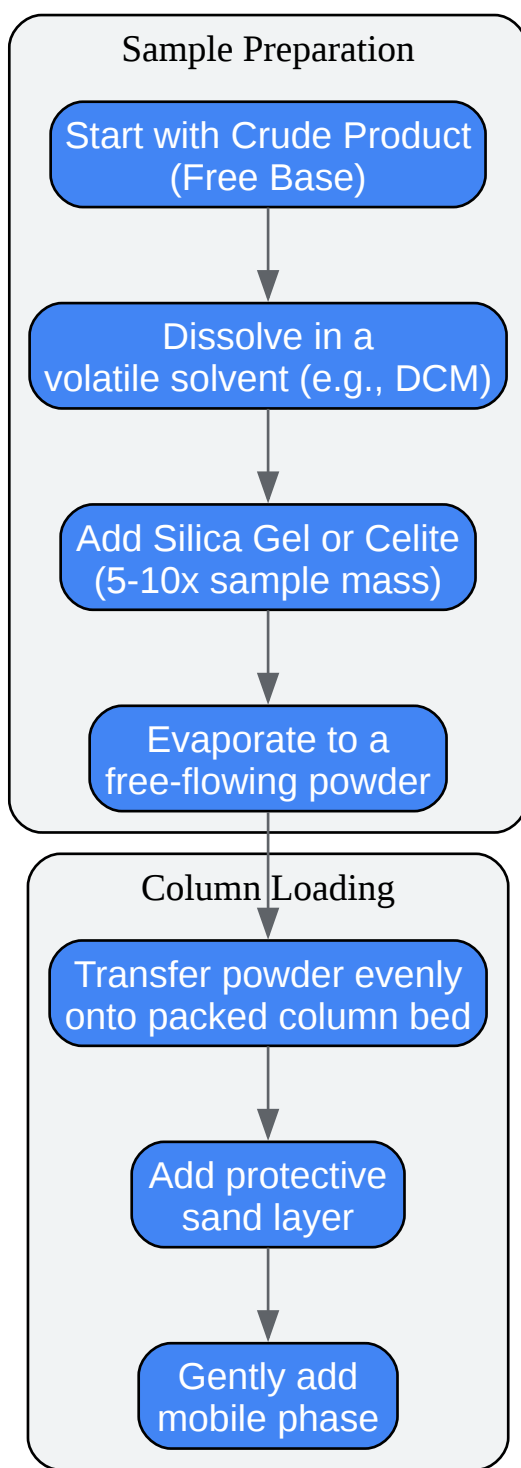 Sample Preparation
Start with Crude Product
(Free Base)
Dissolve in a
volatile solvent (e.g., DCM)
Add Silica Gel or Celite
(5-10x sample mass)
Evaporate to a
free-flowing powder
Column Loading
Transfer powder evenly
onto packed column bed
Add protective
sand layer
Gently add
mobile phase